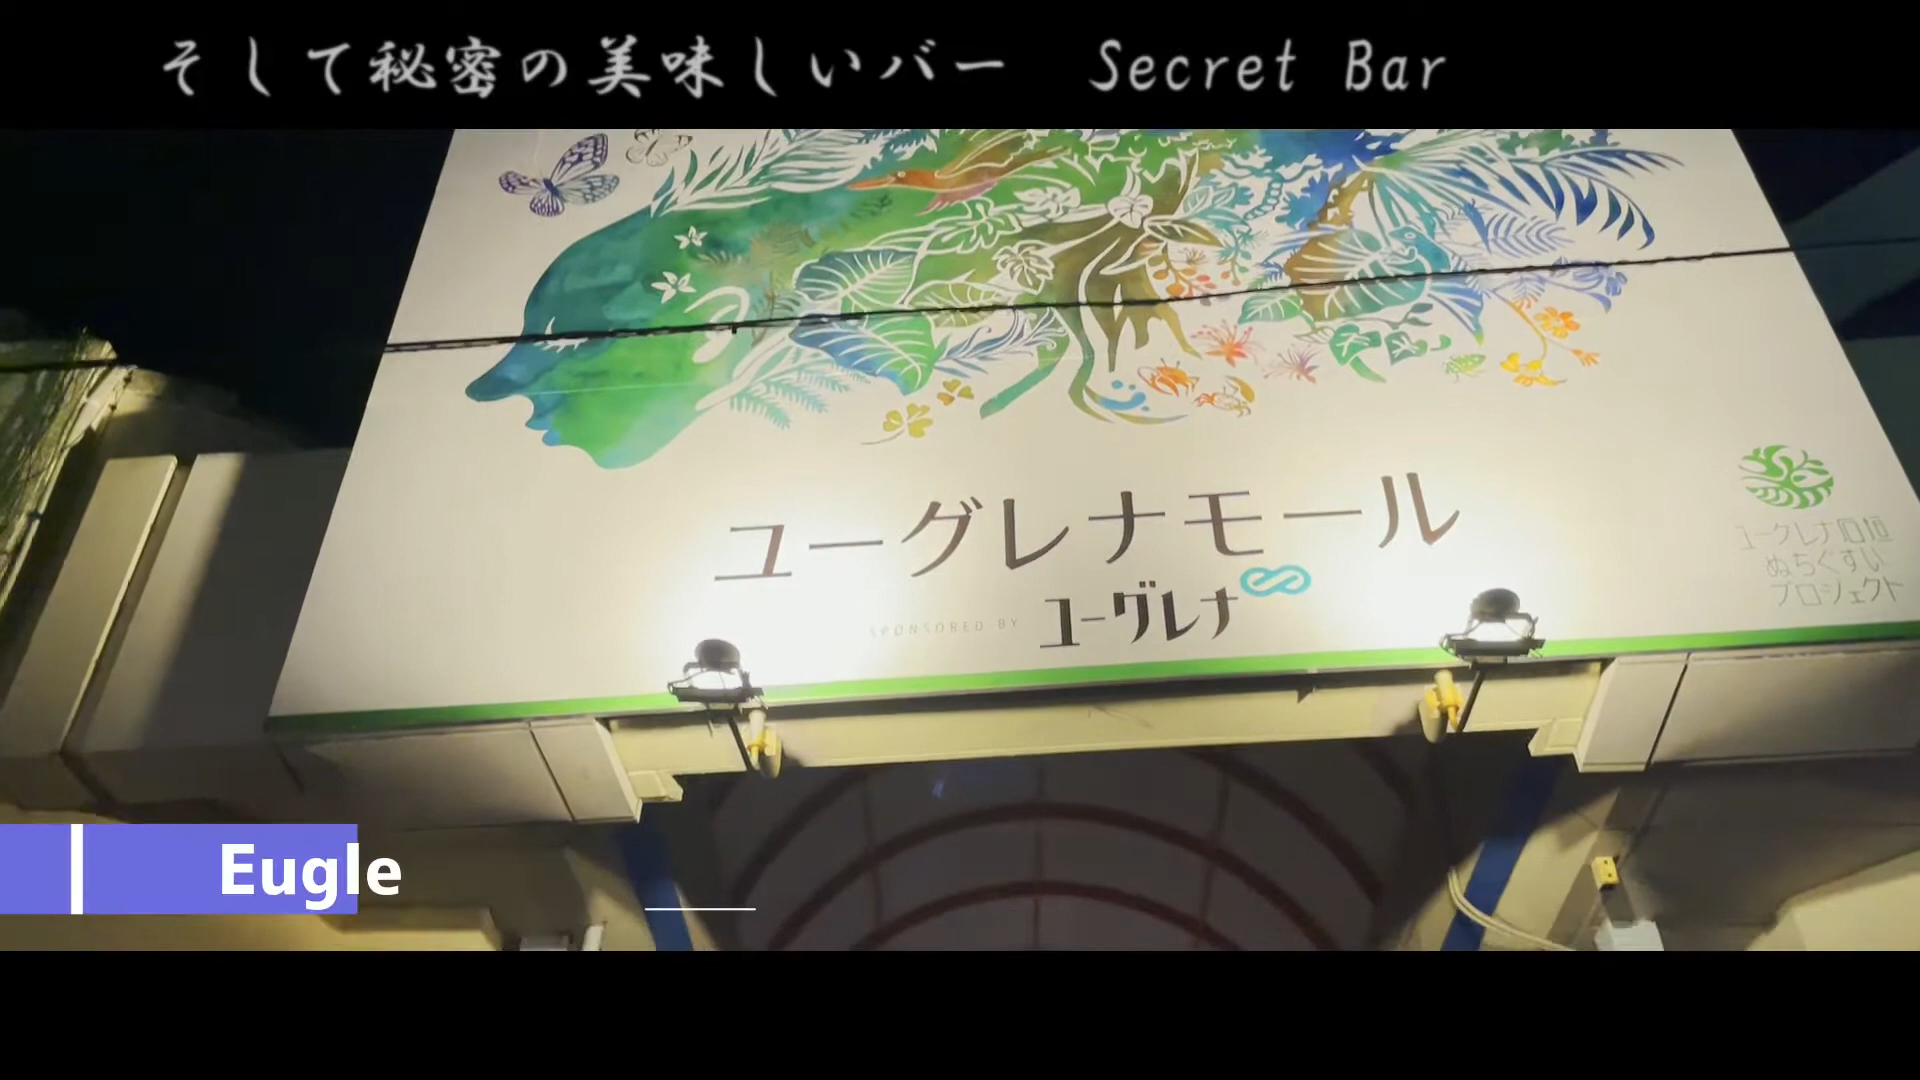 そして秘密の美味しいバー Secret Bar
ユーグレナモール
SPONSORED BY ユーグレナ
ユーグレナ石垣
ぬちぐすい
プロジェクト
Eugle